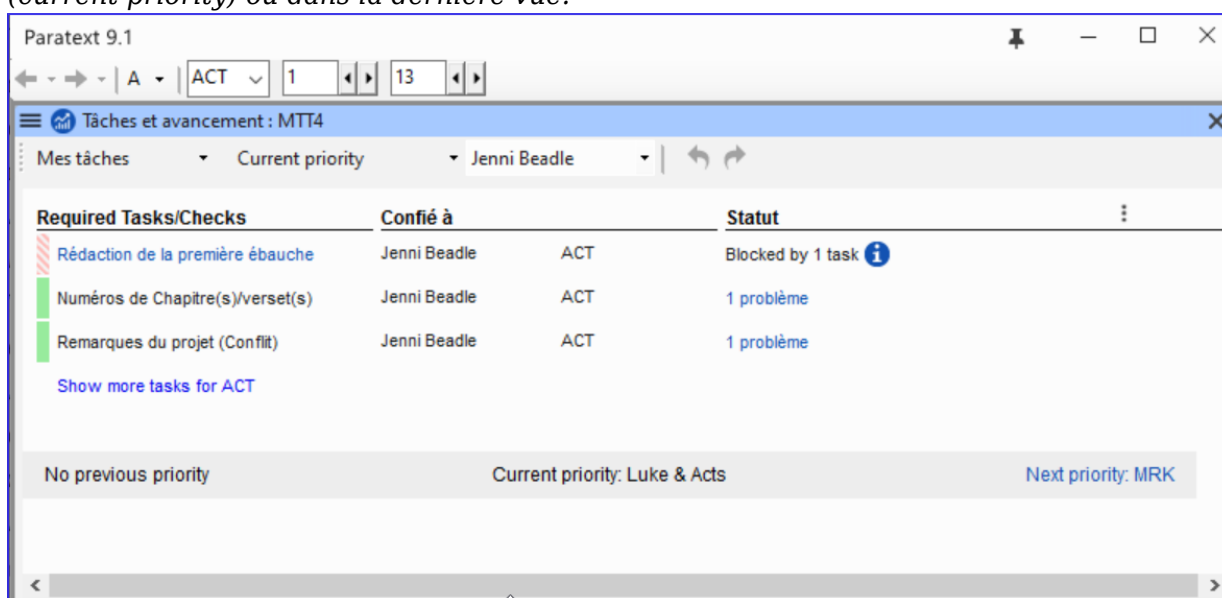 (current priority) ou dans la dernière vue.
Paratext 9.1
A ACT 1 13
Tâches et avancement : MTT4
Mes tâches Current priority Jenni Beadle
Required Tasks/Checks Confié à Statut
Rédaction de la première ébauche Jenni Beadle ACT Blocked by 1 task
Numéros de Chapitre(s)/verset(s) Jenni Beadle ACT 1 problème
Remarques du projet (Conflit) Jenni Beadle ACT 1 problème
Show more tasks for ACT
No previous priority Current priority: Luke & Acts Next priority: MRK